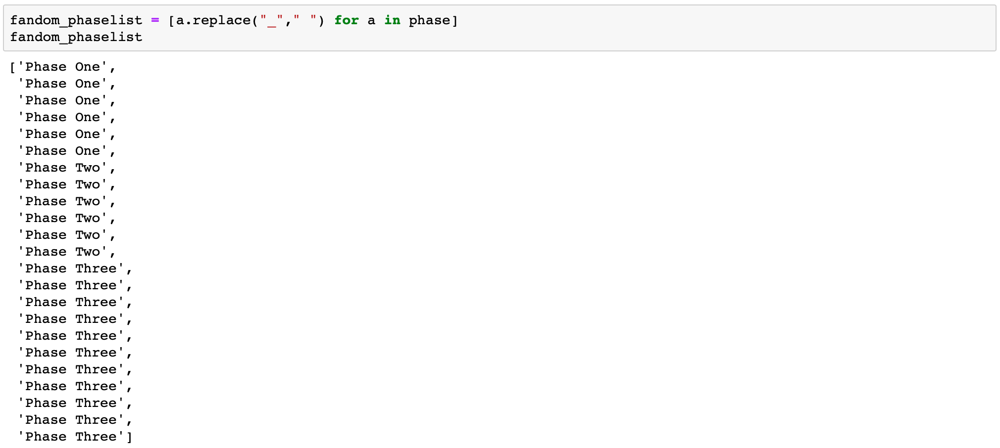 fandom_phaselist = [a.replace("_"," ") for a in phase]
fandom_phaselist
['Phase One',
 'Phase One',
 'Phase One',
 'Phase One',
 'Phase One',
 'Phase One',
 'Phase Two',
 'Phase Two',
 'Phase Two',
 'Phase Two',
 'Phase Two',
 'Phase Two',
 'Phase Three',
 'Phase Three',
 'Phase Three',
 'Phase Three',
 'Phase Three',
 'Phase Three',
 'Phase Three',
 'Phase Three',
 'Phase Three',
 'Phase Three',
 'Phase Three']